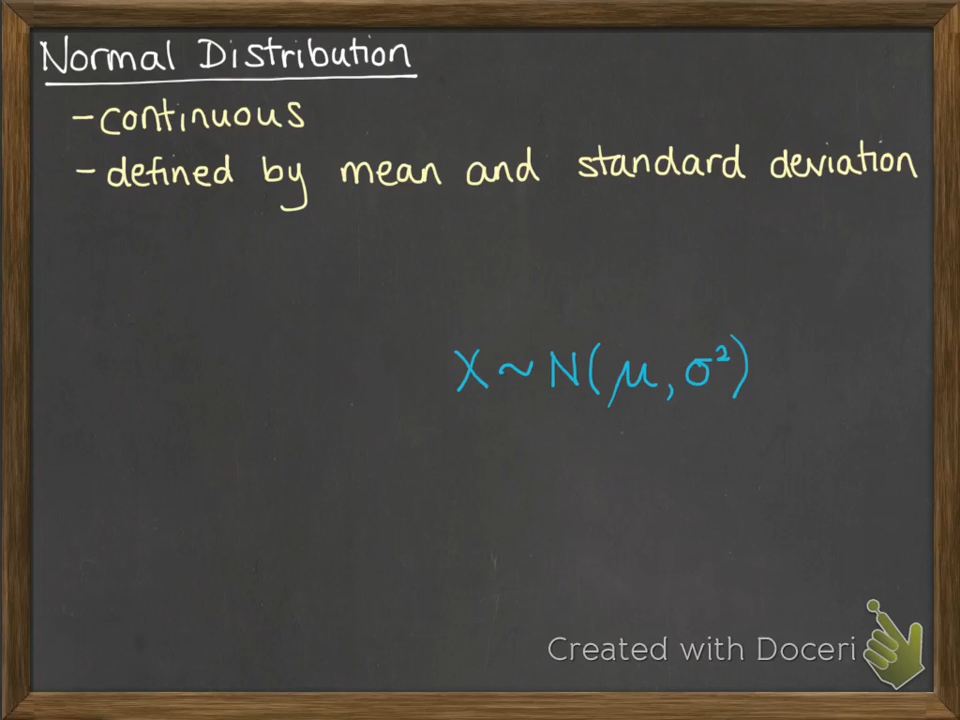 Normal Distribution
- continuous
- defined by mean and standard deviation
X ~ N(μ, σ²)
Created with Doceri